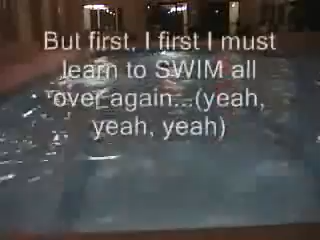 But first, I first I must
learn to SWIM all
over again...(yeah,
yeah, yeah)